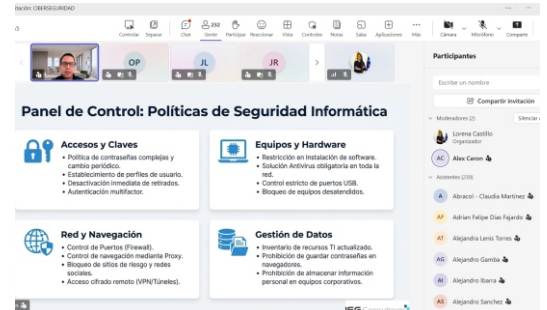 itación: CIBERSEGURIDAD
Controlar
Separar
Chat
232
Gente
Participar
Reaccionar
Vista
Controles
Notas
Salas
Aplicaciones
Más
Cámara
Micrófono
Compartir
OP
JL
JR
Participantes
Escribe un nombre
Compartir invitación
Moderadores (2)
Silenciar a
Lorena Castillo
Organizador
AC Alex Ceron
Asistentes (230)
A Abracol - Claudia Martinez
AF Adrian Felipe Dias Fajardo
AT Alejandra Lenis Torres
AG Alejandro Gamba
AI Alejandro Ibarra
AS Alejandro Sanchez
Panel de Control: Políticas de Seguridad Informática
Accesos y Claves
• Política de contraseñas complejas y
cambio periódico.
• Establecimiento de perfiles de usuario.
• Desactivación inmediata de retirados.
• Autenticación multifactor.
Equipos y Hardware
• Restricción en instalación de software.
• Solución Antivirus obligatoria en toda la
red.
• Control estricto de puertos USB.
• Bloqueo de equipos desatendidos.
Red y Navegación
• Control de Puertos (Firewall).
• Control de navegación mediante Proxy.
• Bloqueo de sitios de riesgo y redes
sociales.
• Acceso cifrado remoto (VPN/Túneles).
Gestión de Datos
• Inventario de recursos TI actualizado.
• Prohibición de guardar contraseñas en
navegadores.
• Prohibición de almacenar información
personal en equipos corporativos.